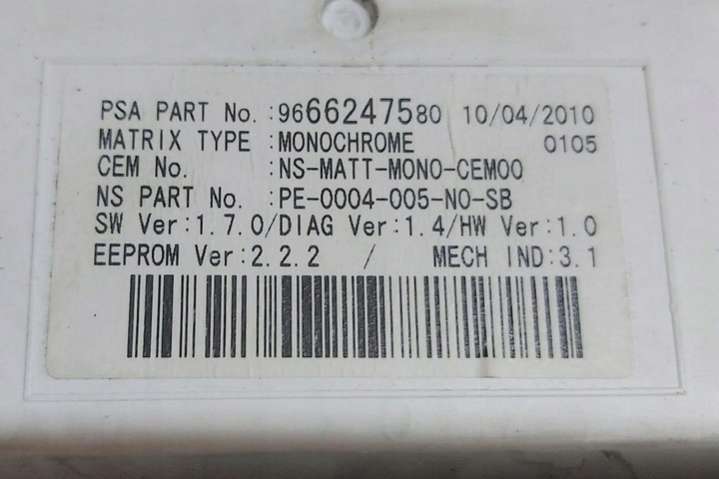 PSA PART No. :9666247580 10/04/2010
MATRIX TYPE :MONOCHROME 0105
CEM No. :NS-MATT-MONO-CEM00
NS PART No. :PE-0004-005-NO-SB
SW Ver:1.7.0/DIAG Ver:1.4/HW Ver:1.0
EEPROM Ver:2.2.2 / MECH IND:3.1